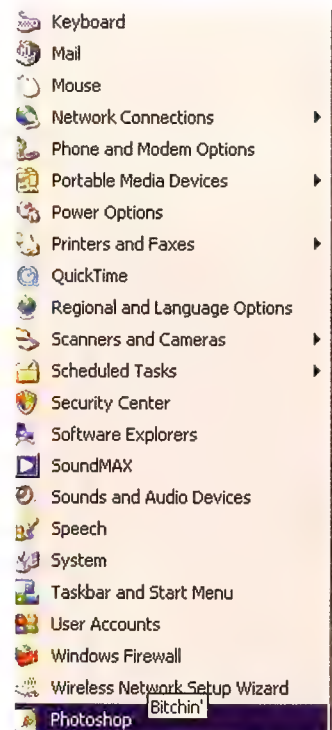 Keyboard
Mail
Mouse
Network Connections
Phone and Modem Options
Portable Media Devices
Power Options
Printers and Faxes
QuickTime
Regional and Language Options
Scanners and Cameras
Scheduled Tasks
Security Center
Software Explorers
SoundMAX
Sounds and Audio Devices
Speech
System
Taskbar and Start Menu
User Accounts
Windows Firewall
Wireless Network Setup Wizard
Bitchin'
Photoshop